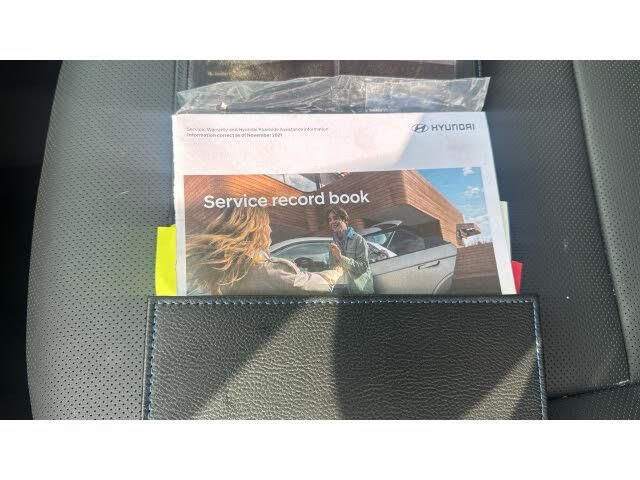 Service, Warranty and Hyundai Roadside Assistance information
Information correct as of November 2021
HYUNDAI
Service record book